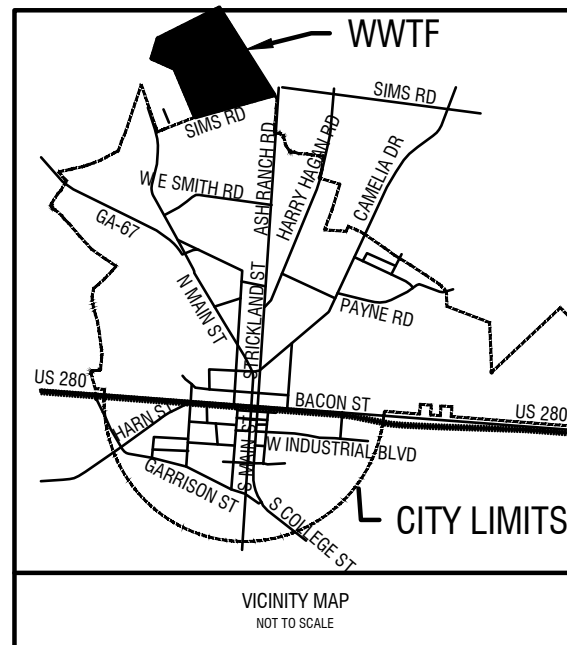 WWTF
SIMS RD
SIMS RD
ASH RANCH RD
HARRY HAGAN RD
CAMELIA DR
W E SMITH RD
GA-67
N MAIN ST
STRICKLAND ST
PAYNE RD
US 280
BACON ST
US 280
HARN ST
S MAIN ST
W INDUSTRIAL BLVD
GARRISON ST
S COLLEGE ST
CITY LIMITS
VICINITY MAP
NOT TO SCALE